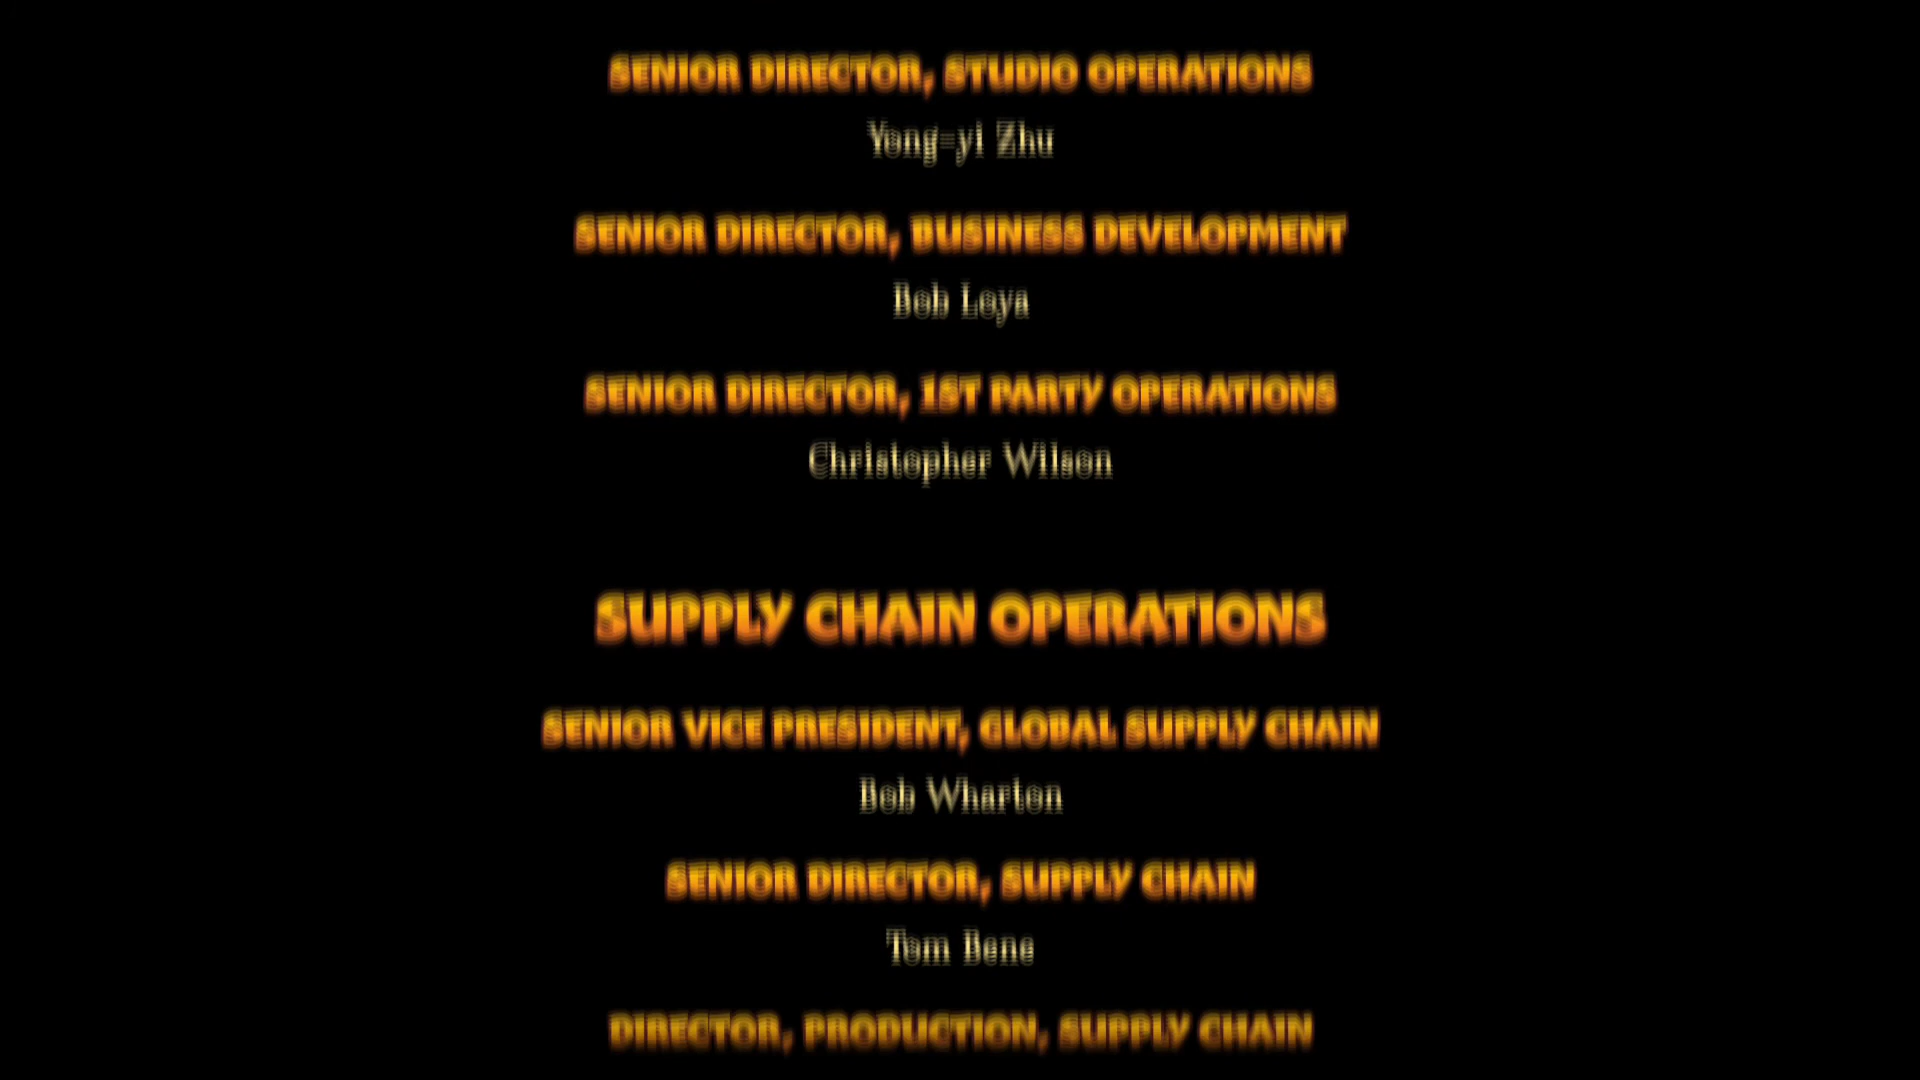 SENIOR DIRECTOR, STUDIO OPERATIONS
Yong-yi Zhu
SENIOR DIRECTOR, BUSINESS DEVELOPMENT
Bob Loya
SENIOR DIRECTOR, 1ST PARTY OPERATIONS
Christopher Wilson
SUPPLY CHAIN OPERATIONS
SENIOR VICE PRESIDENT, GLOBAL SUPPLY CHAIN
Bob Wharton
SENIOR DIRECTOR, SUPPLY CHAIN
Tom Bene
DIRECTOR, PRODUCTION, SUPPLY CHAIN